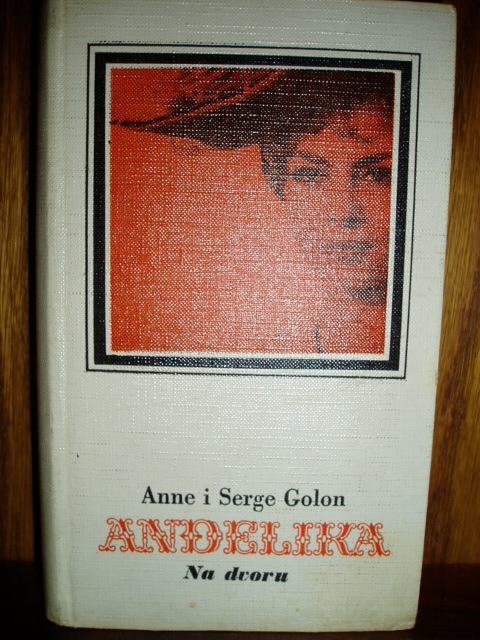 Anne i Serge Golon
ANĐELIKA
Na dvoru